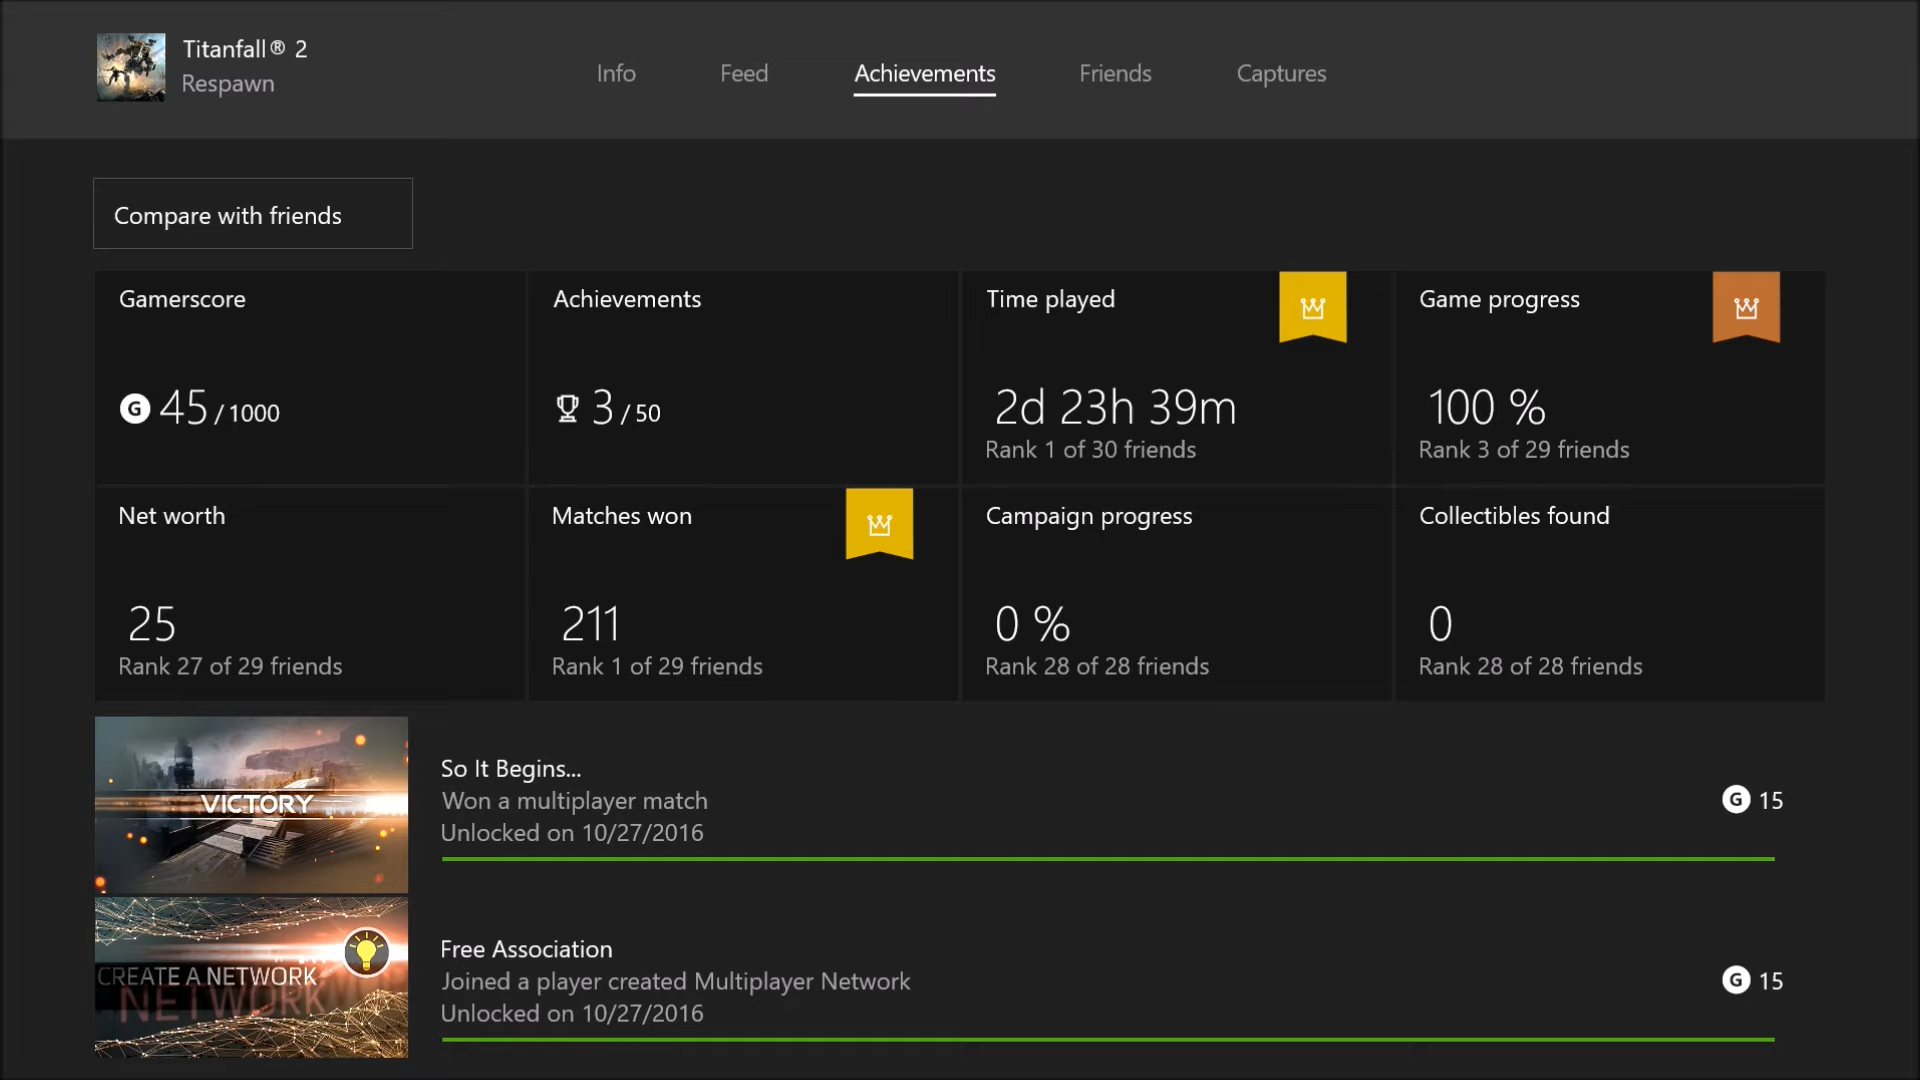 Titanfall® 2
Respawn
Info
Feed
Achievements
Friends
Captures
Compare with friends
Gamerscore
G 45 / 1000
Achievements
3 / 50
Time played
2d 23h 39m
Rank 1 of 30 friends
Game progress
100 %
Rank 3 of 29 friends
Net worth
25
Rank 27 of 29 friends
Matches won
211
Rank 1 of 29 friends
Campaign progress
0 %
Rank 28 of 28 friends
Collectibles found
0
Rank 28 of 28 friends
VICTORY
So It Begins...
Won a multiplayer match
Unlocked on 10/27/2016
G 15
CREATE A NETWORK
NETWORK
Free Association
Joined a player created Multiplayer Network
Unlocked on 10/27/2016
G 15